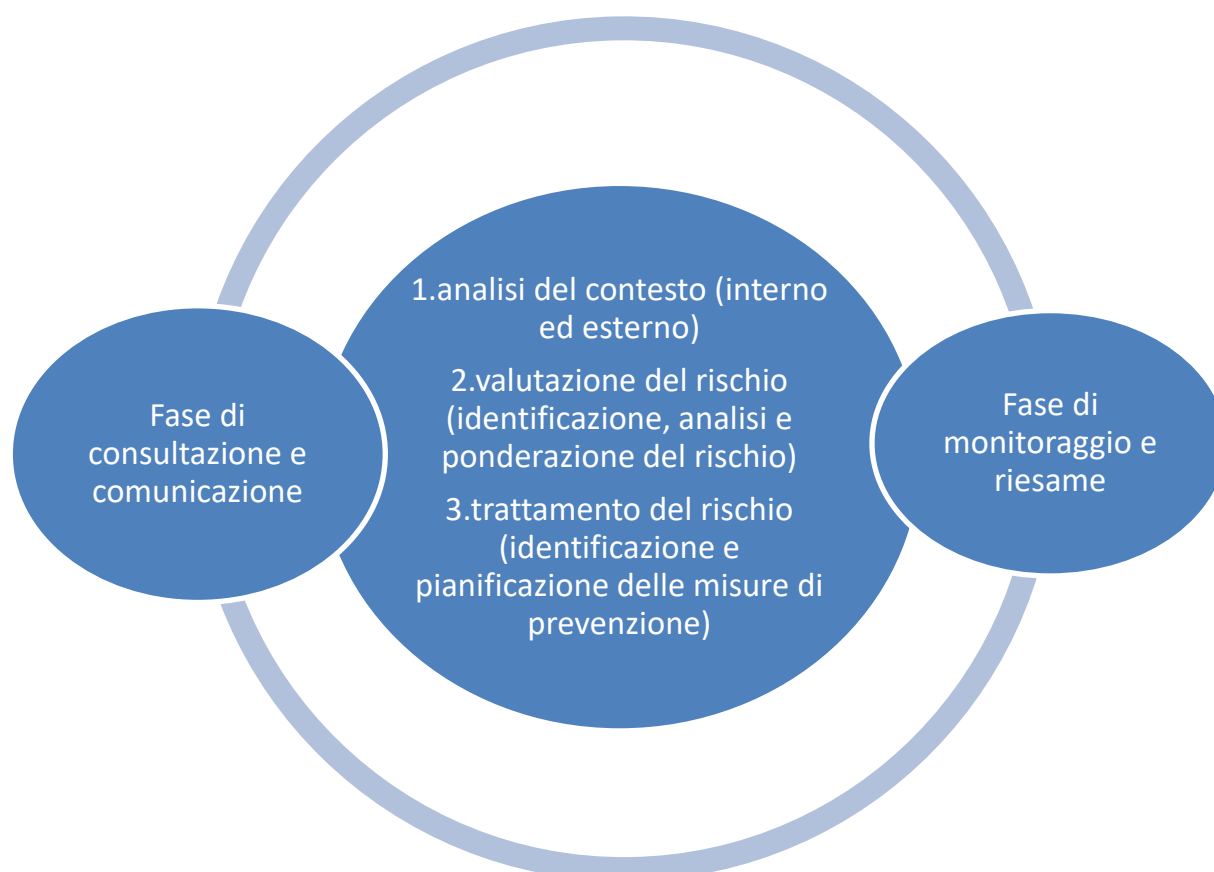 Fase di
consultazione e
comunicazione
1.analisi del contesto (interno
ed esterno)
2.valutazione del rischio
(identificazione, analisi e
ponderazione del rischio)
3.trattamento del rischio
(identificazione e
pianificazione delle misure di
prevenzione)
Fase di
monitoraggio e
riesame